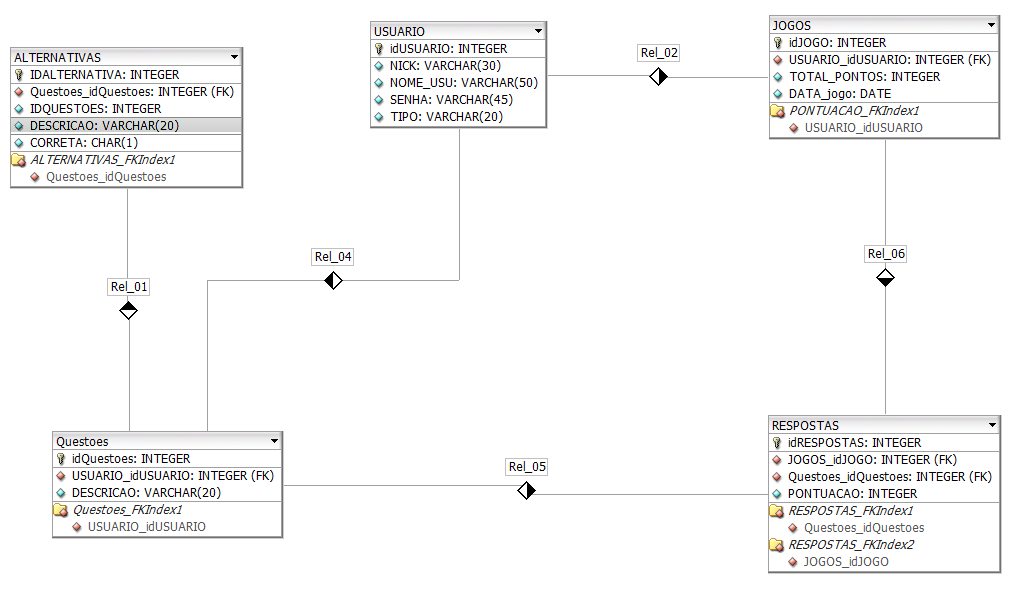 ALTERNATIVAS
IDALTERNATIVA: INTEGER
Questoes_idQuestoes: INTEGER (FK)
IDQUESTOES: INTEGER
DESCRICAO: VARCHAR(20)
CORRETA: CHAR(1)
ALTERNATIVAS_FKIndex1
Questoes_idQuestoes
USUARIO
idUSUARIO: INTEGER
NICK: VARCHAR(30)
NOME_USU: VARCHAR(50)
SENHA: VARCHAR(45)
TIPO: VARCHAR(20)
Rel_02
JOGOS
idJOGO: INTEGER
USUARIO_idUSUARIO: INTEGER (FK)
TOTAL_PONTOS: INTEGER
DATA_jogo: DATE
PONTUACAO_FKIndex1
USUARIO_idUSUARIO
Rel_04
Rel_06
Rel_01
Questoes
idQuestoes: INTEGER
USUARIO_idUSUARIO: INTEGER (FK)
DESCRICAO: VARCHAR(20)
Questoes_FKIndex1
USUARIO_idUSUARIO
Rel_05
RESPOSTAS
idRESPOSTAS: INTEGER
JOGOS_idJOGO: INTEGER (FK)
Questoes_idQuestoes: INTEGER (FK)
PONTUACAO: INTEGER
RESPOSTAS_FKIndex1
Questoes_idQuestoes
RESPOSTAS_FKIndex2
JOGOS_idJOGO